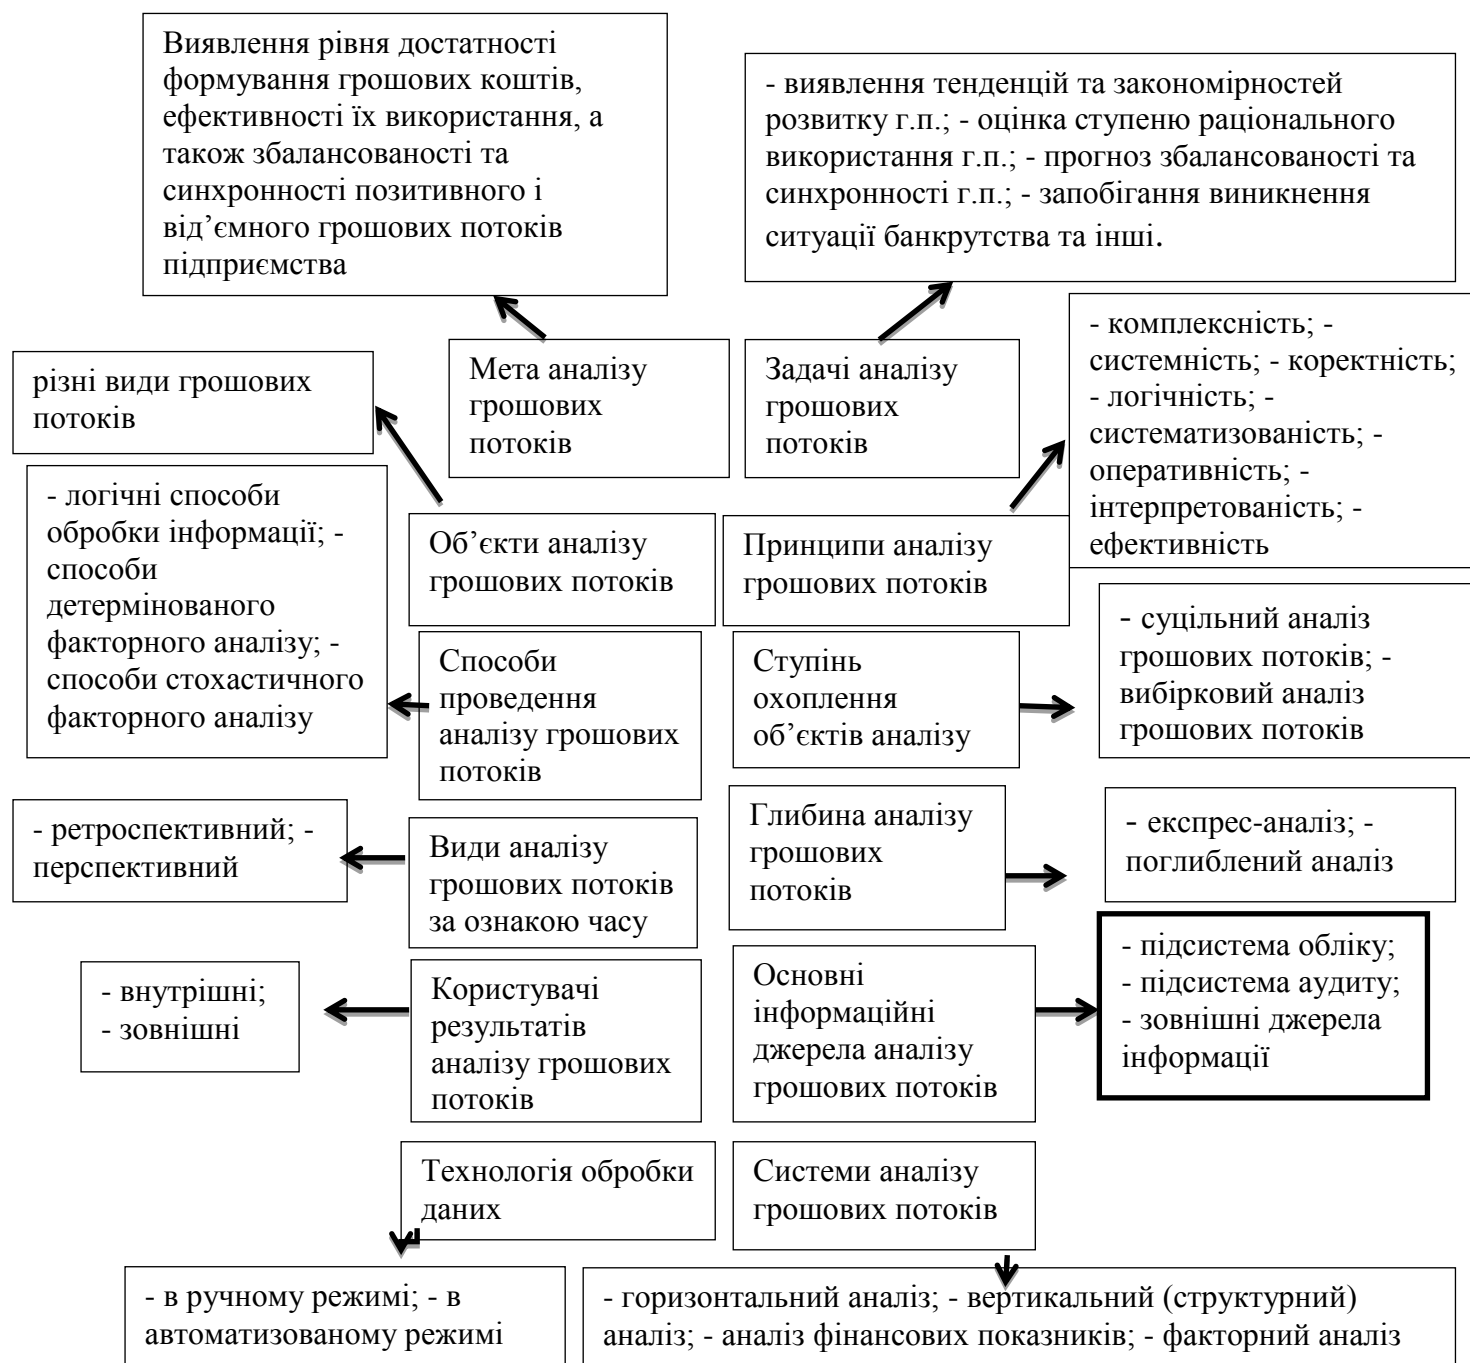 Виявлення рівня достатності
формування грошових коштів,
ефективності їх використання, а
також збалансованості та
синхронності позитивного і
від’ємного грошових потоків
підприємства
- виявлення тенденцій та закономірностей
розвитку г.п.; - оцінка ступеню раціонального
використання г.п.; - прогноз збалансованості та
синхронності г.п.; - запобігання виникнення
ситуації банкрутства та інші.
різні види грошових
потоків
Мета аналізу
грошових
потоків
Задачі аналізу
грошових
потоків
- комплексність; -
системність; - коректність;
- логічність; -
систематизованість; -
оперативність; -
інтерпретованість; -
ефективність
- логічні способи
обробки інформації; -
способи
детермінованого
факторного аналізу; -
способи стохастичного
факторного аналізу
Об’єкти аналізу
грошових потоків
Принципи аналізу
грошових потоків
Способи
проведення
аналізу грошових
потоків
Ступінь
охоплення
об’єктів аналізу
- суцільний аналіз
грошових потоків; -
вибірковий аналіз
грошових потоків
- ретроспективний; -
перспективний
Види аналізу
грошових потоків
за ознакою часу
Глибина аналізу
грошових
потоків
- експрес-аналіз; -
поглиблений аналіз
- внутрішні;
- зовнішні
Користувачі
результатів
аналізу грошових
потоків
Основні
інформаційні
джерела аналізу
грошових потоків
- підсистема обліку;
- підсистема аудиту;
- зовнішні джерела
інформації
Технологія обробки
даних
Системи аналізу
грошових потоків
- в ручному режимі; - в
автоматизованому режимі
- горизонтальний аналіз; - вертикальний (структурний)
аналіз; - аналіз фінансових показників; - факторний аналіз